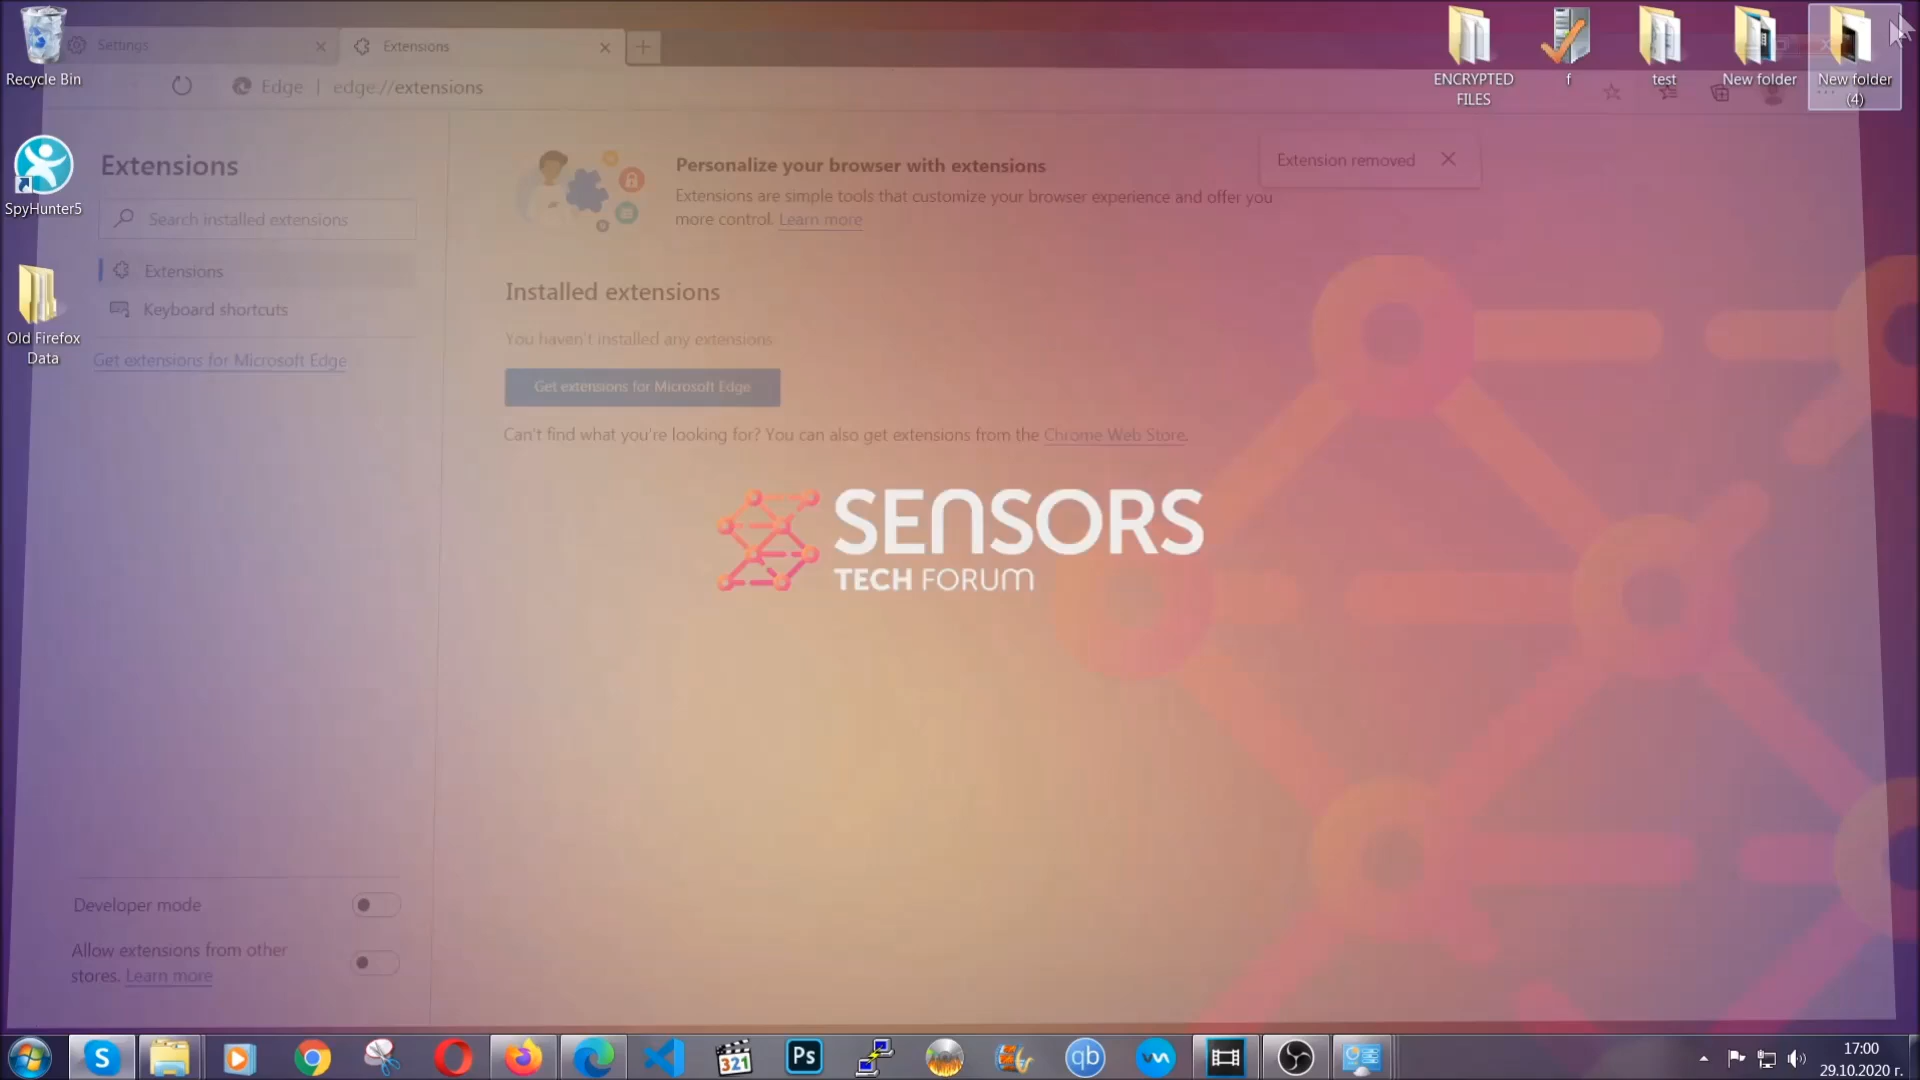 Recycle Bin
SpyHunter5
Old Firefox
Data
ENCRYPTED
FILES
f
test
New folder
New folder
(4)
Settings
Extensions
Edge | edge://extensions
Extensions
Search installed extensions
Extensions
Keyboard shortcuts
Get extensions for Microsoft Edge
Personalize your browser with extensions
Extensions are simple tools that customize your browser experience and offer you
more control. Learn more
Extension removed
Installed extensions
You haven't installed any extensions
Get extensions for Microsoft Edge
Can't find what you're looking for? You can also get extensions from the Chrome Web Store.
SENSORS
TECH FORUM
Developer mode
Allow extensions from other
stores. Learn more
S
321
Ps
qb
17:00
29.10.2020 г.